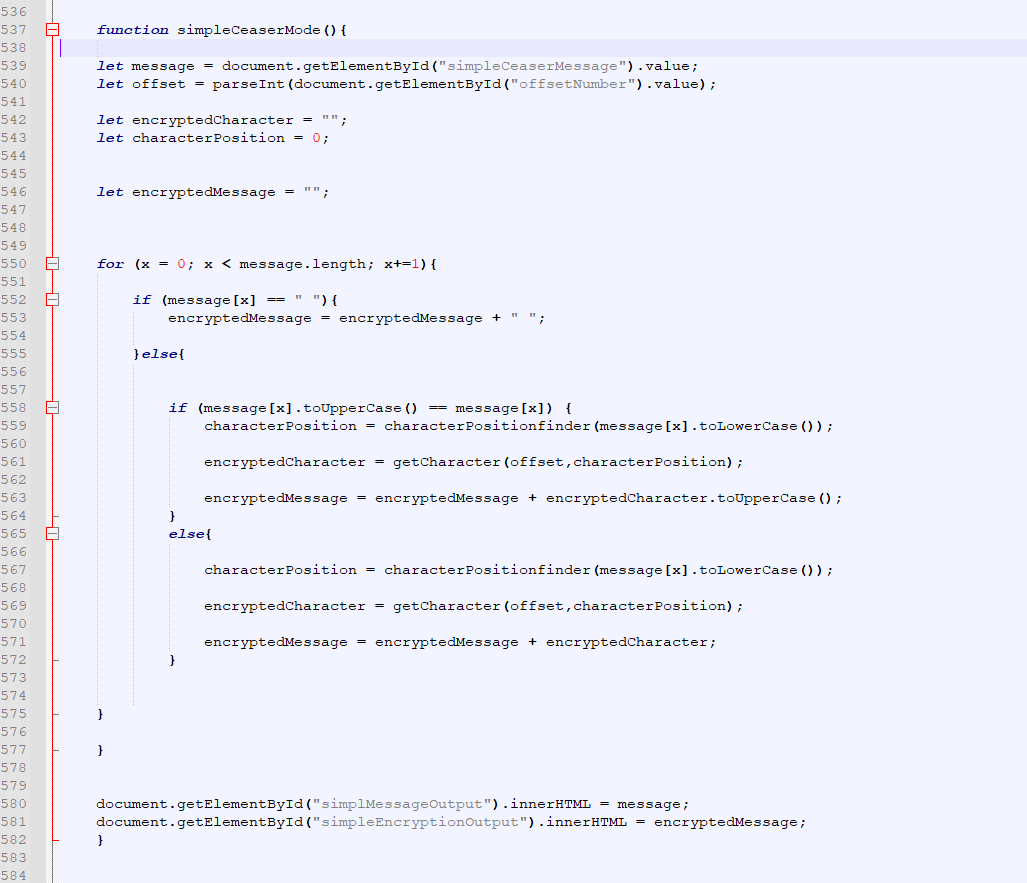 536
537 function simpleCeaserMode(){
538
539 let message = document.getElementById("simpleCeaserMessage").value;
540 let offset = parseInt(document.getElementById("offsetNumber").value);
541
542 let encryptedCharacter = "";
543 let characterPosition = 0;
544
545
546 let encryptedMessage = "";
547
548
549
550 for (x = 0; x < message.length; x+=1){
551
552 if (message[x] == " "){
553 encryptedMessage = encryptedMessage + " ";
554
555 }else{
556
557
558 if (message[x].toUpperCase() == message[x]) {
559 characterPosition = characterPositionfinder(message[x].toLowerCase());
560
561 encryptedCharacter = getCharacter(offset,characterPosition);
562
563 encryptedMessage = encryptedMessage + encryptedCharacter.toUpperCase();
564 }
565 else{
566
567 characterPosition = characterPositionfinder(message[x].toLowerCase());
568
569 encryptedCharacter = getCharacter(offset,characterPosition);
570
571 encryptedMessage = encryptedMessage + encryptedCharacter;
572 }
573
574
575 }
576
577 }
578
579
580 document.getElementById("simplMessageOutput").innerHTML = message;
581 document.getElementById("simpleEncryptionOutput").innerHTML = encryptedMessage;
582 }
583
584